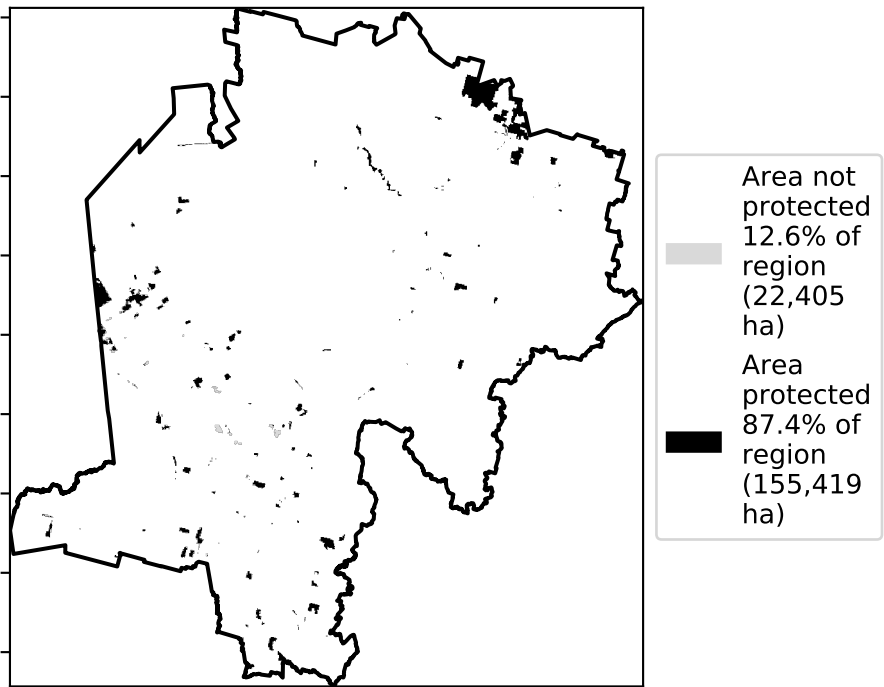 Area not
protected
12.6% of
region
(22,405
ha)
Area
protected
87.4% of
region
(155,419
ha)